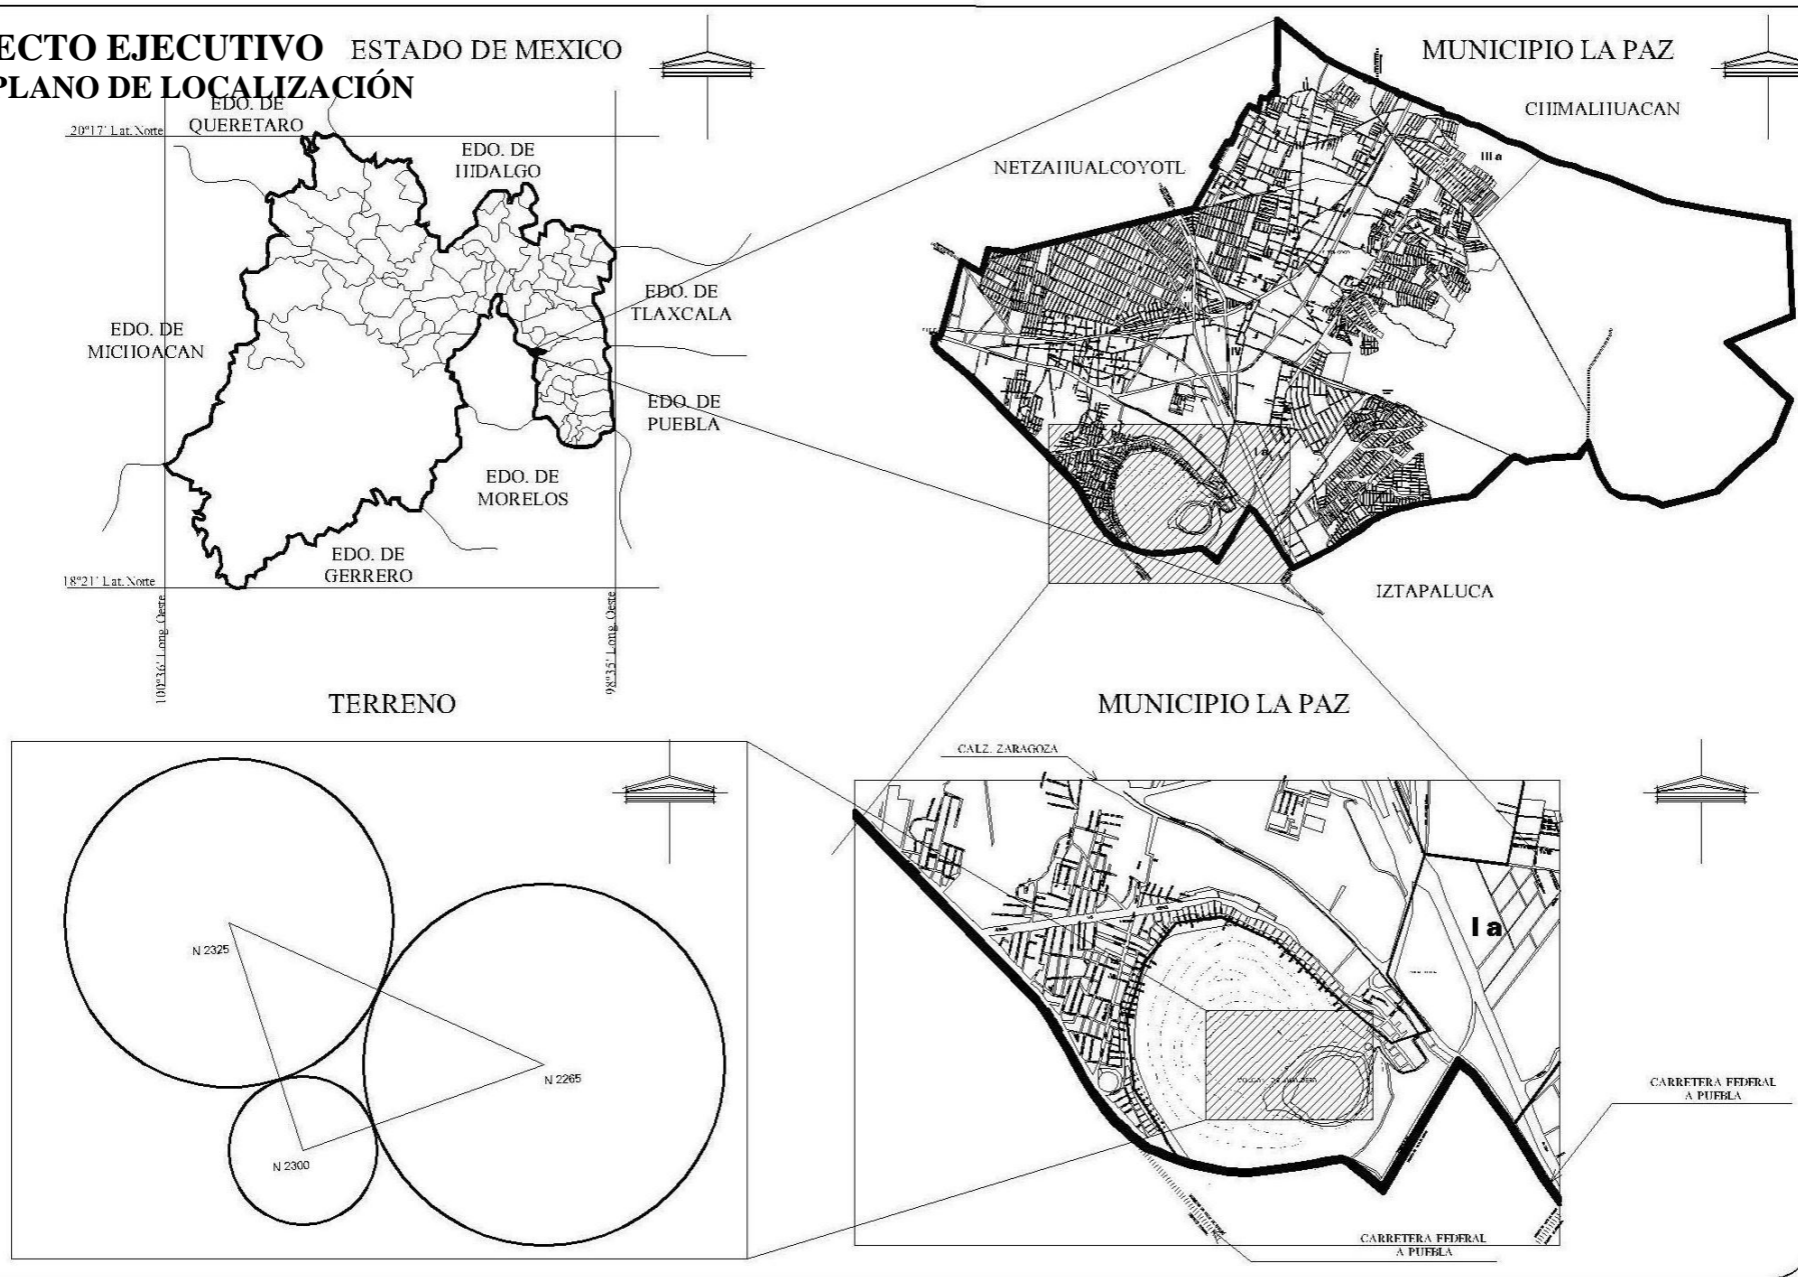 ECTO EJECUTIVO
PLANO DE LOCALIZACIÓN
ESTADO DE MEXICO
EDO. DE
QUERETARO
20°17' Lat. Norte
EDO. DE
HIDALGO
EDO. DE
TLAXCALA
EDO. DE
MICHOACAN
EDO. DE
PUEBLA
EDO. DE
MORELOS
EDO. DE
GERRERO
18°21' Lat. Norte
100°36' Long. Oeste
98°35' Long. Oeste
MUNICIPIO LA PAZ
CHIMALHUACAN
NETZAHUALCOYOTL
III a
IV
I a
IZTAPALUCA
TERRENO
N 2325
N 2265
N 2300
MUNICIPIO LA PAZ
CALZ. ZARAGOZA
I a
CARRETERA FEDERAL
A PUEBLA
CARRETERA FEDERAL
A PUEBLA